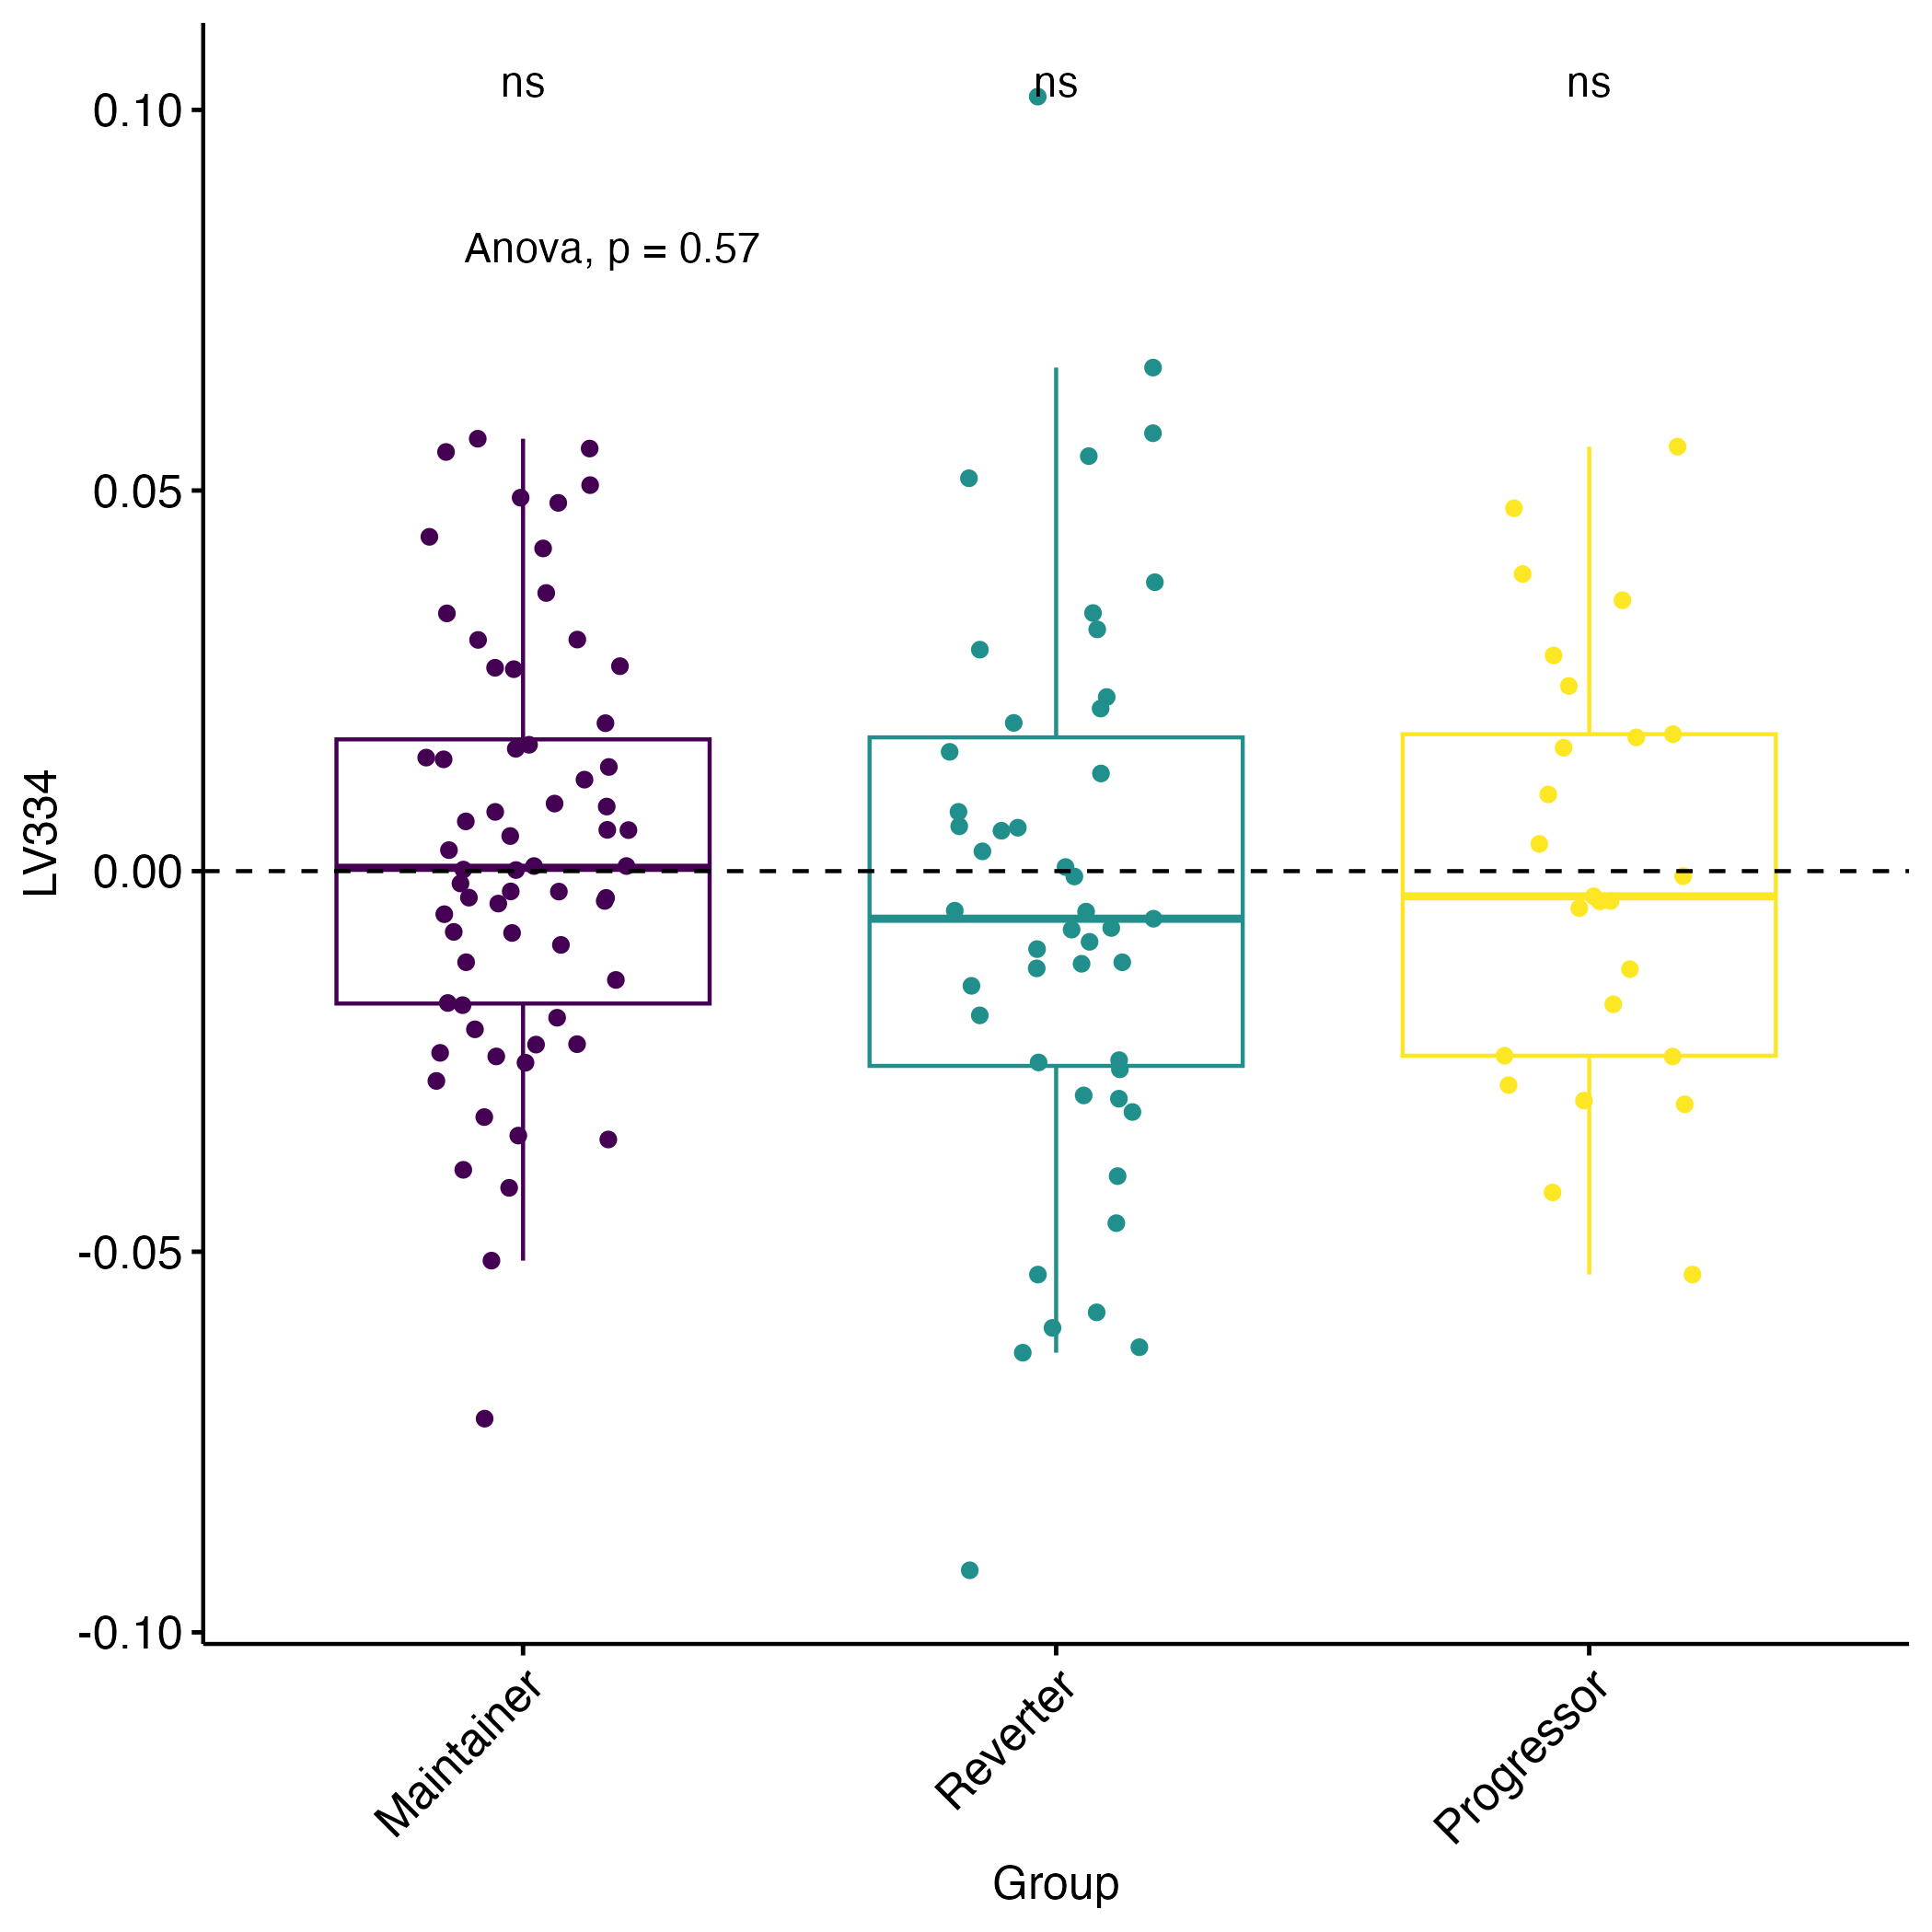 ns ns ns
0.10
Anova, p = 0.57
0.05
LV334
0.00
-0.05
-0.10
Maintainer Reverter Progressor
Group